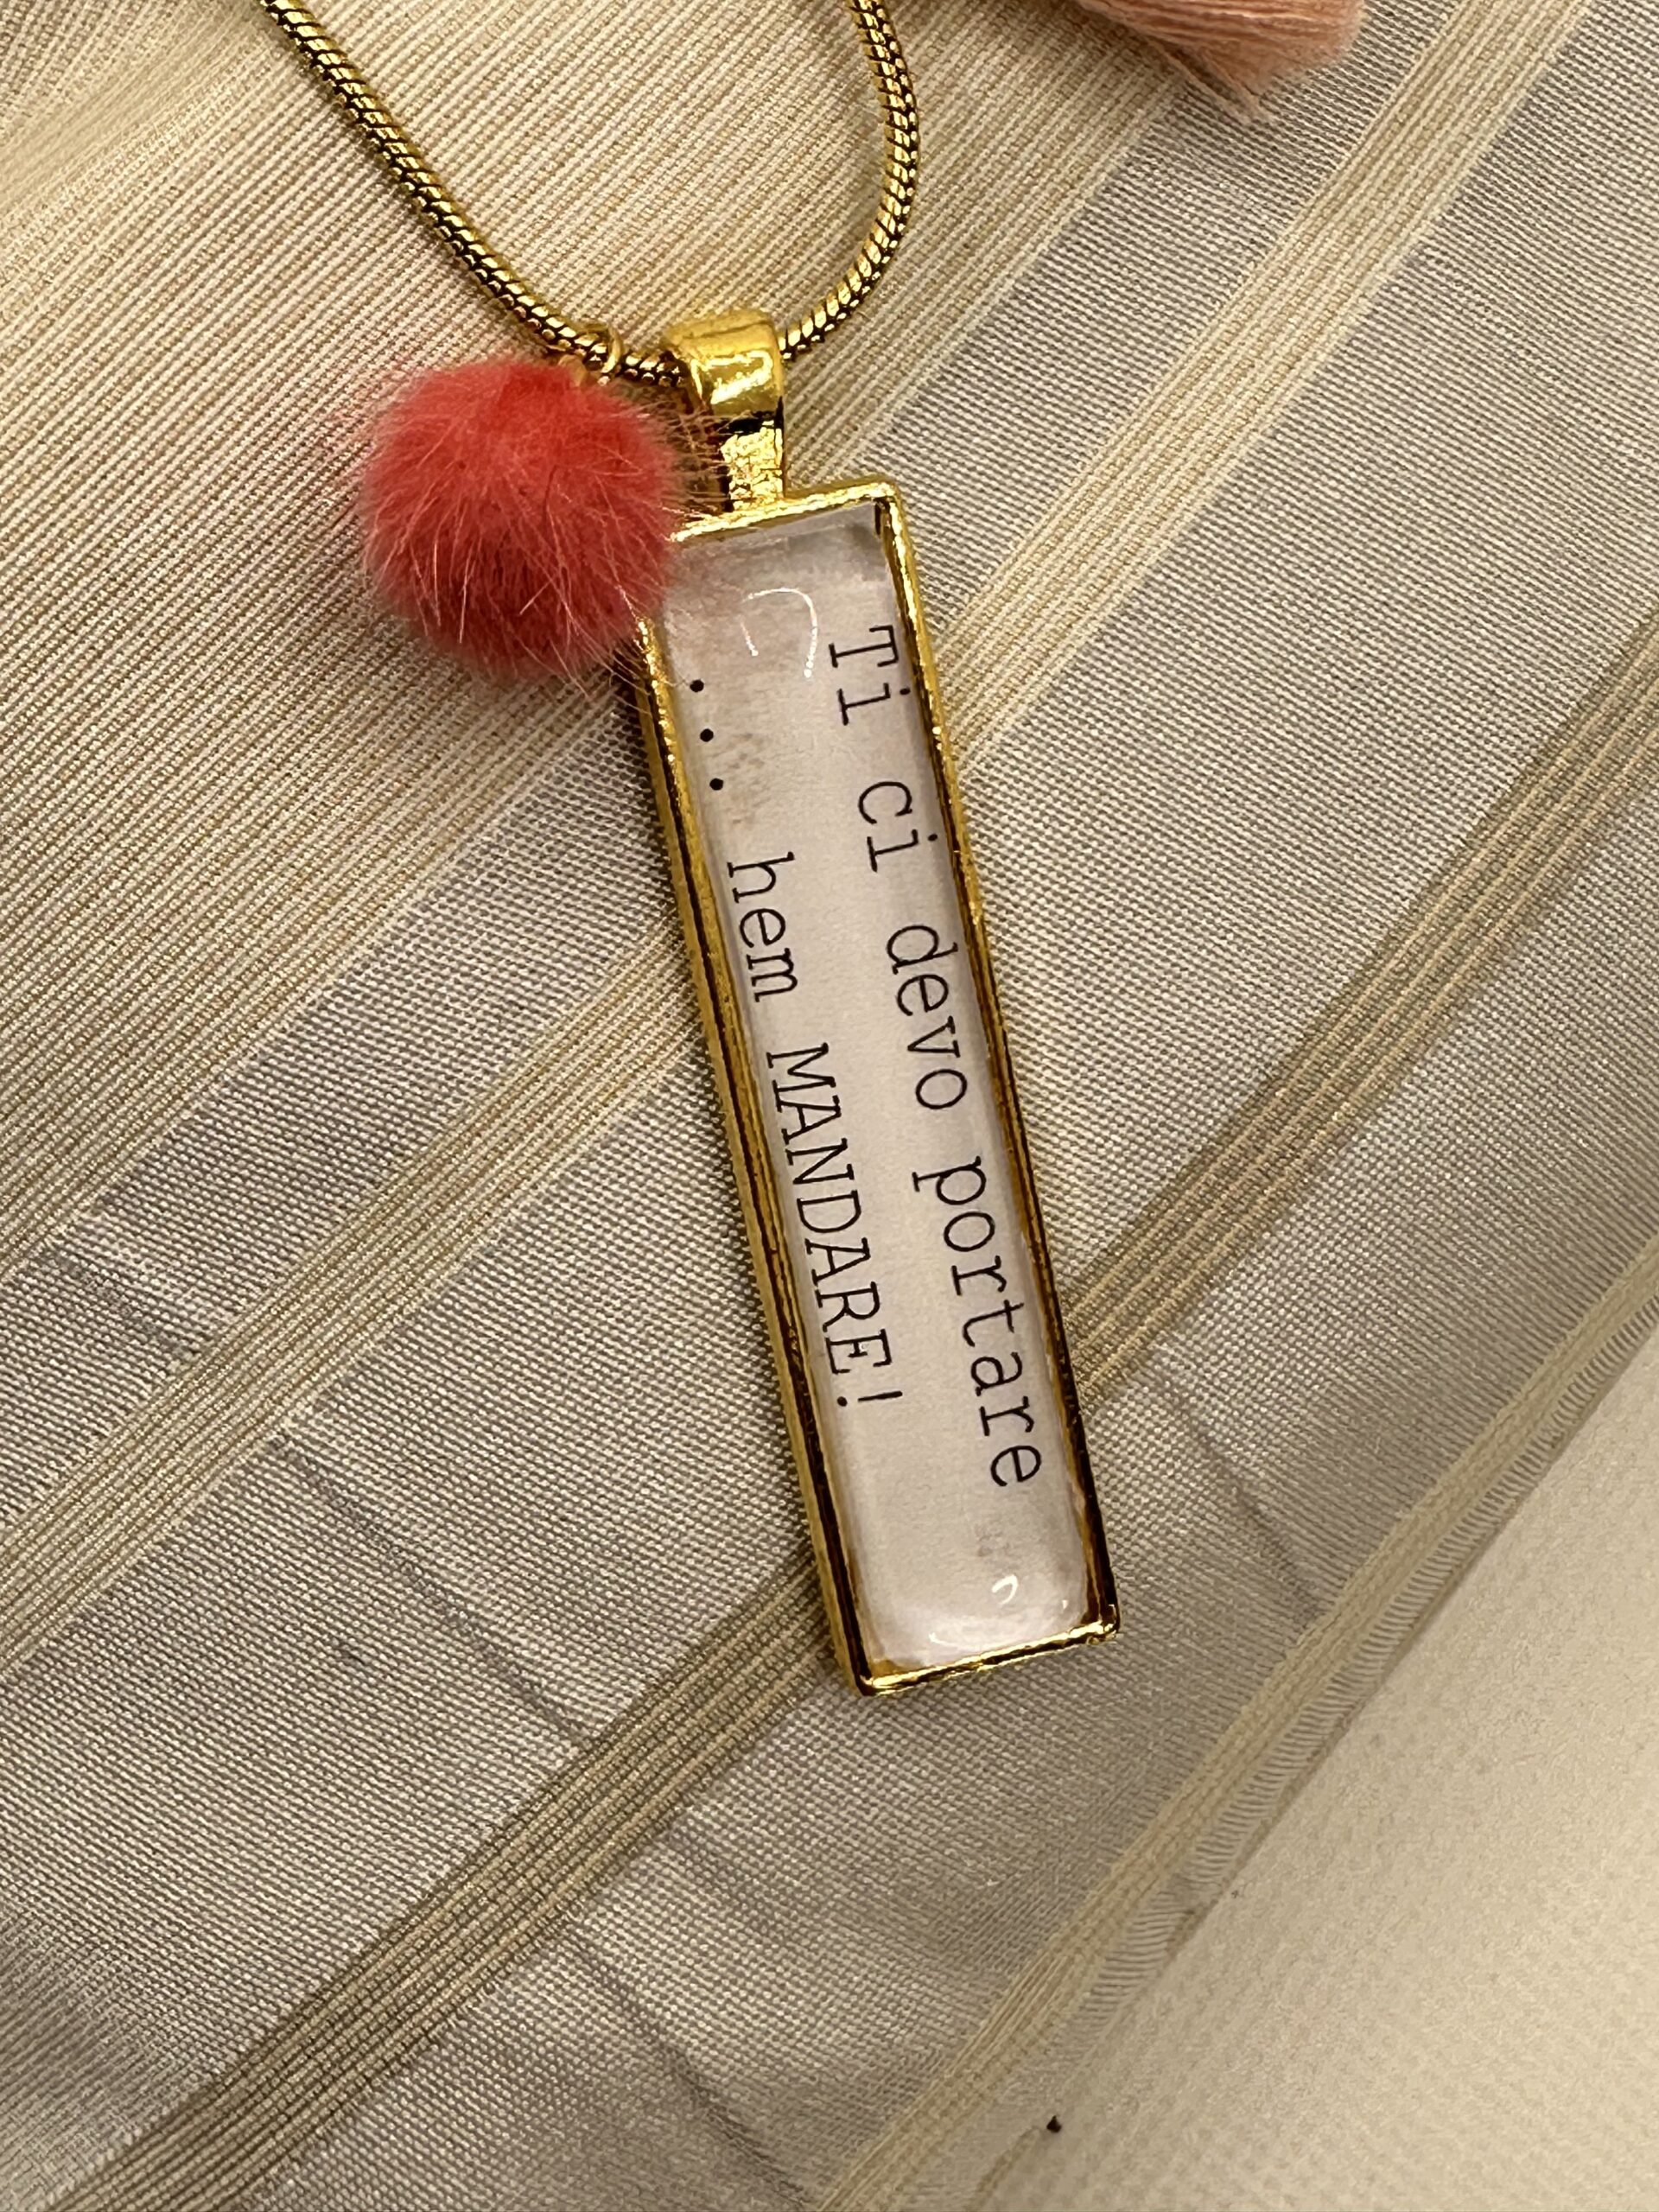 Ti ci devo portare
... hem MANDARE!